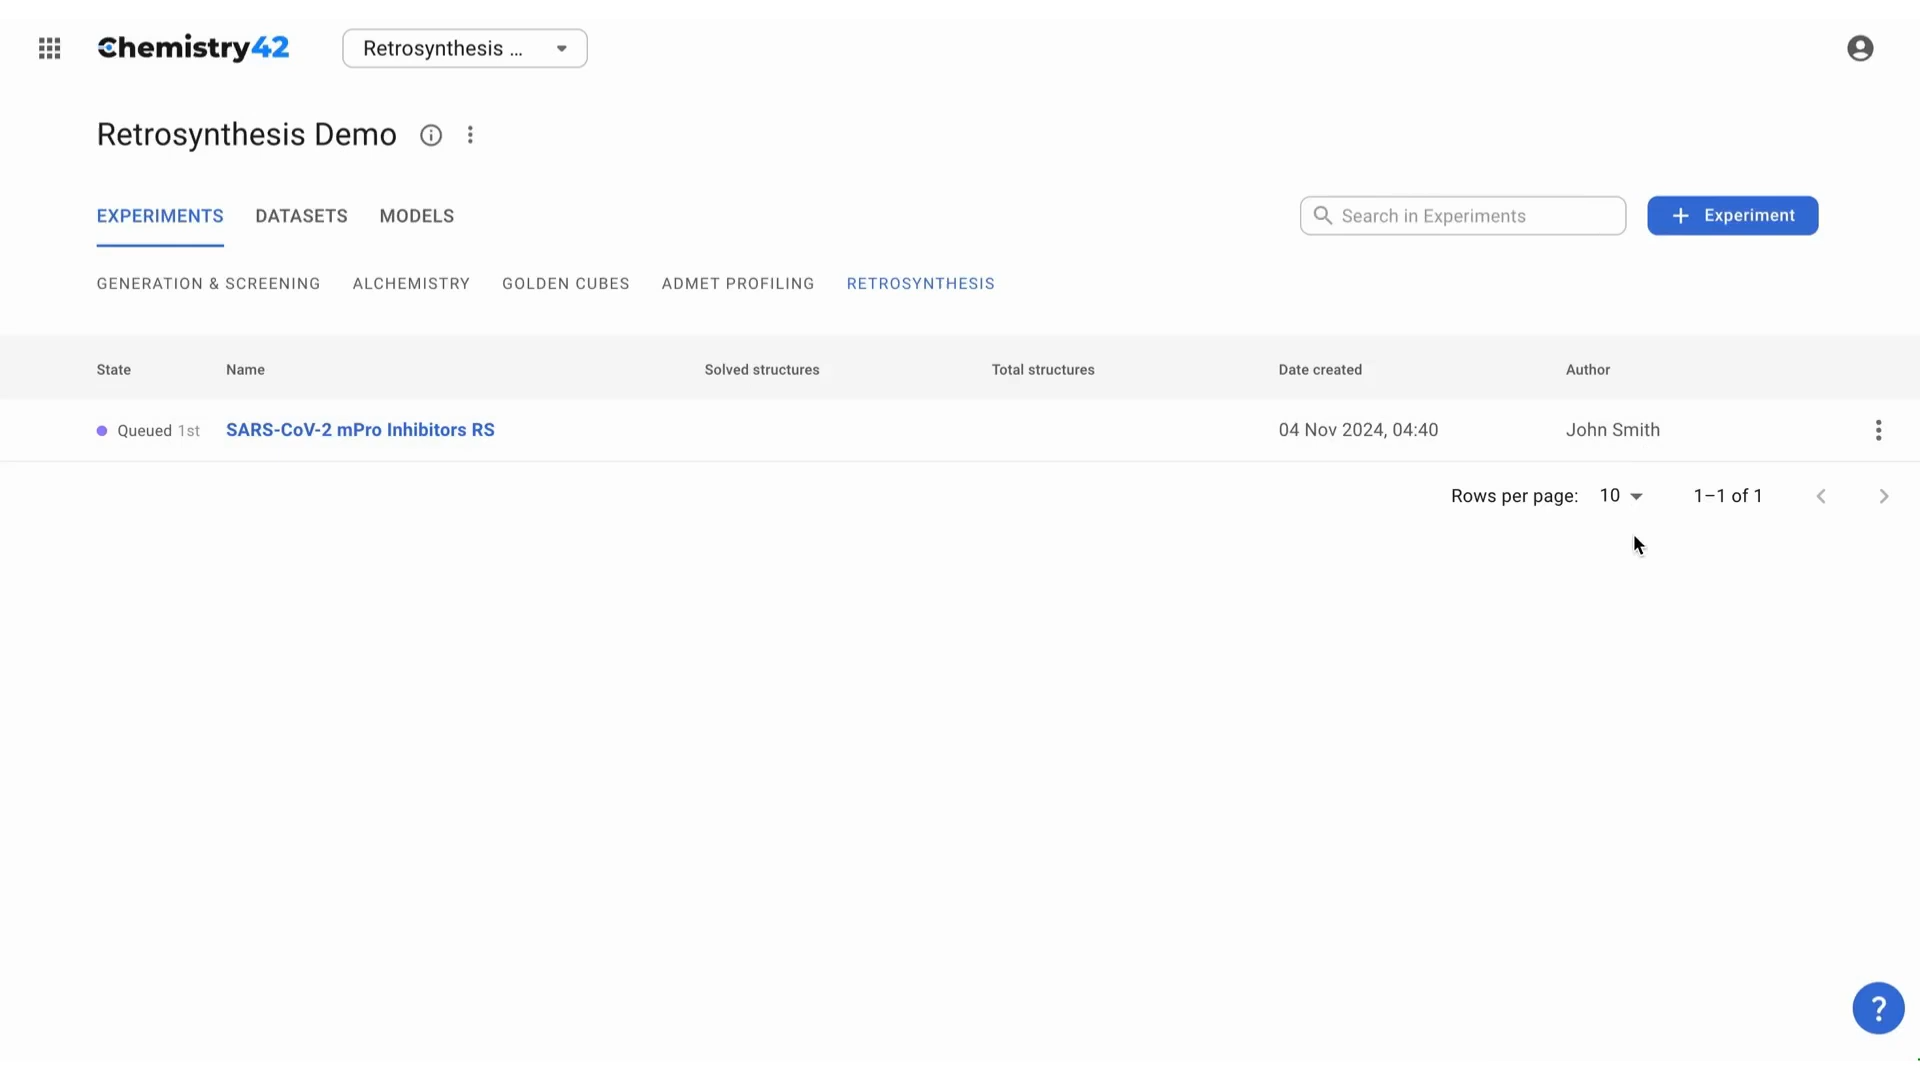 Chemistry42
Retrosynthesis ...
Retrosynthesis Demo
EXPERIMENTS DATASETS MODELS
Search in Experiments
+ Experiment
GENERATION & SCREENING ALCHEMISTRY GOLDEN CUBES ADMET PROFILING RETROSYNTHESIS
State Name Solved structures Total structures Date created Author
Queued 1st SARS-CoV-2 mPro Inhibitors RS 04 Nov 2024, 04:40 John Smith
Rows per page: 10 1–1 of 1
?